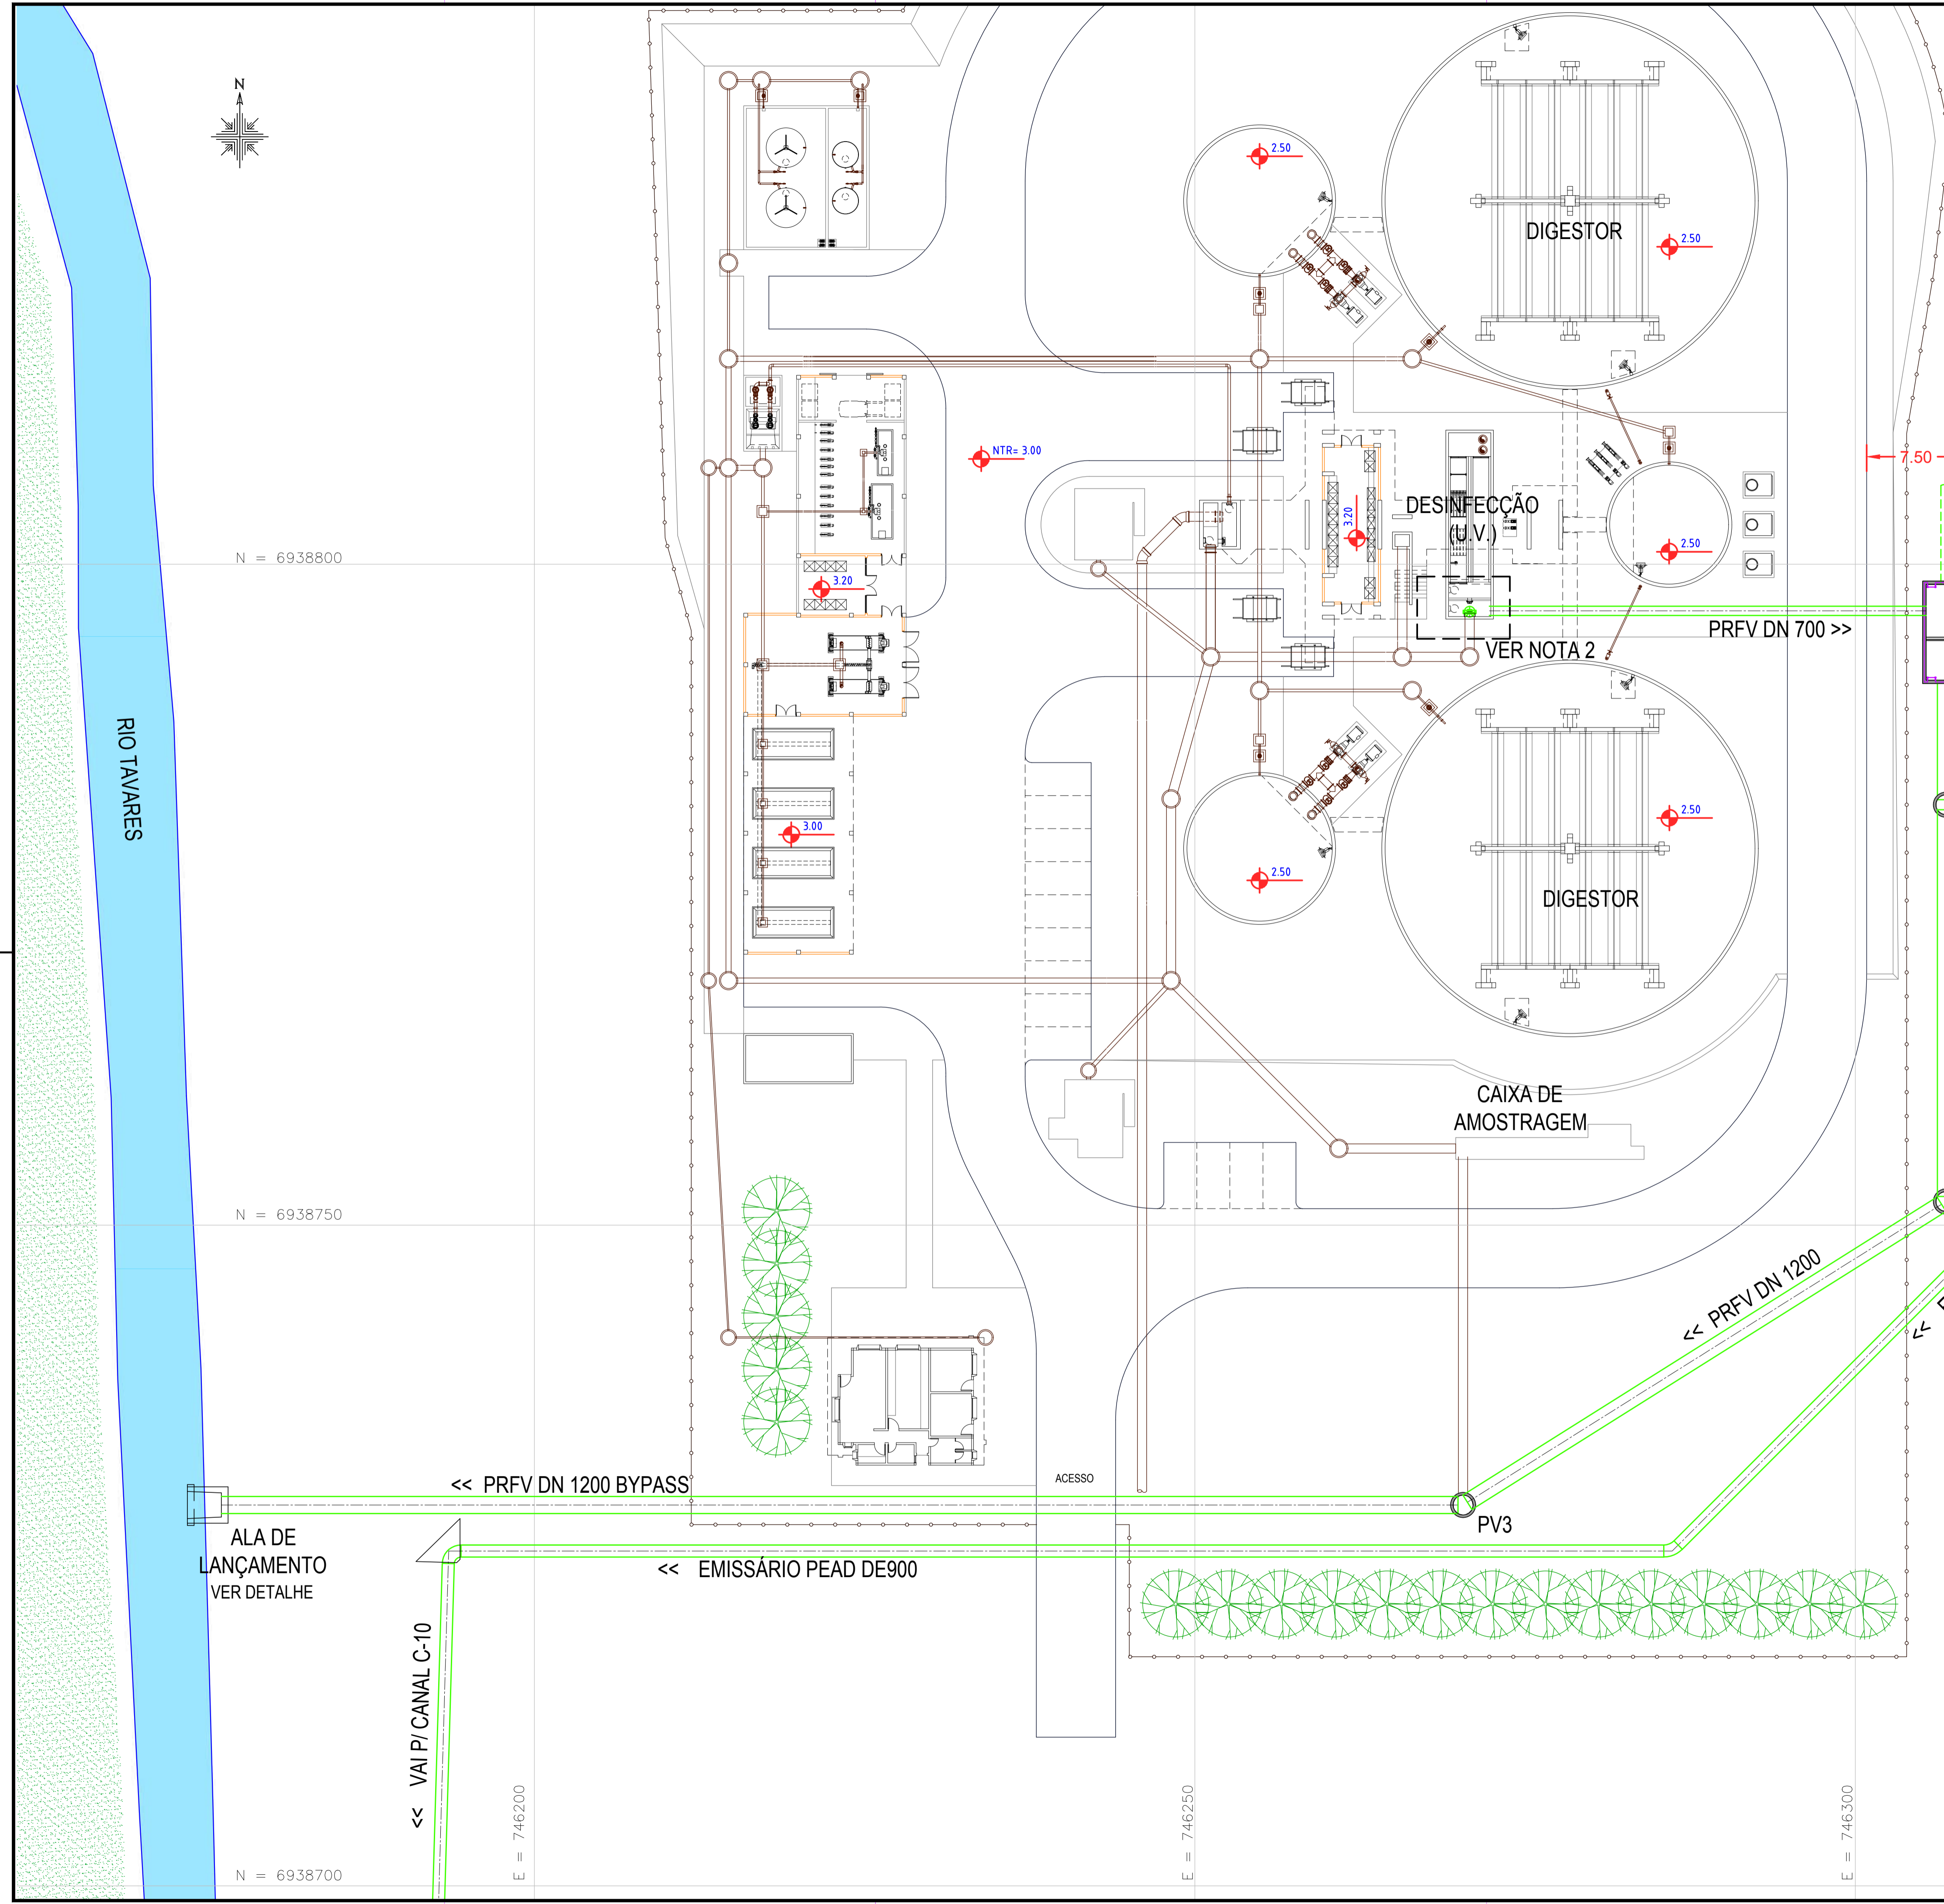 N
2.50
DIGESTOR
2.50
NTR= 3.00
7.50
DESINFECÇÃO
(U.V.)
3.20
2.50
N = 6938800
3.20
PRFV DN 700 >>
VER NOTA 2
RIO TAVARES
3.00
2.50
2.50
DIGESTOR
CAIXA DE
AMOSTRAGEM
N = 6938750
<< PRFV DN 1200
<<
ACESSO
<< PRFV DN 1200 BYPASS
PV3
ALA DE
LANÇAMENTO
VER DETALHE
<< EMISSÁRIO PEAD DE900
<< VAI P/ CANAL C-10
E = 746200
E = 746250
E = 746300
N = 6938700